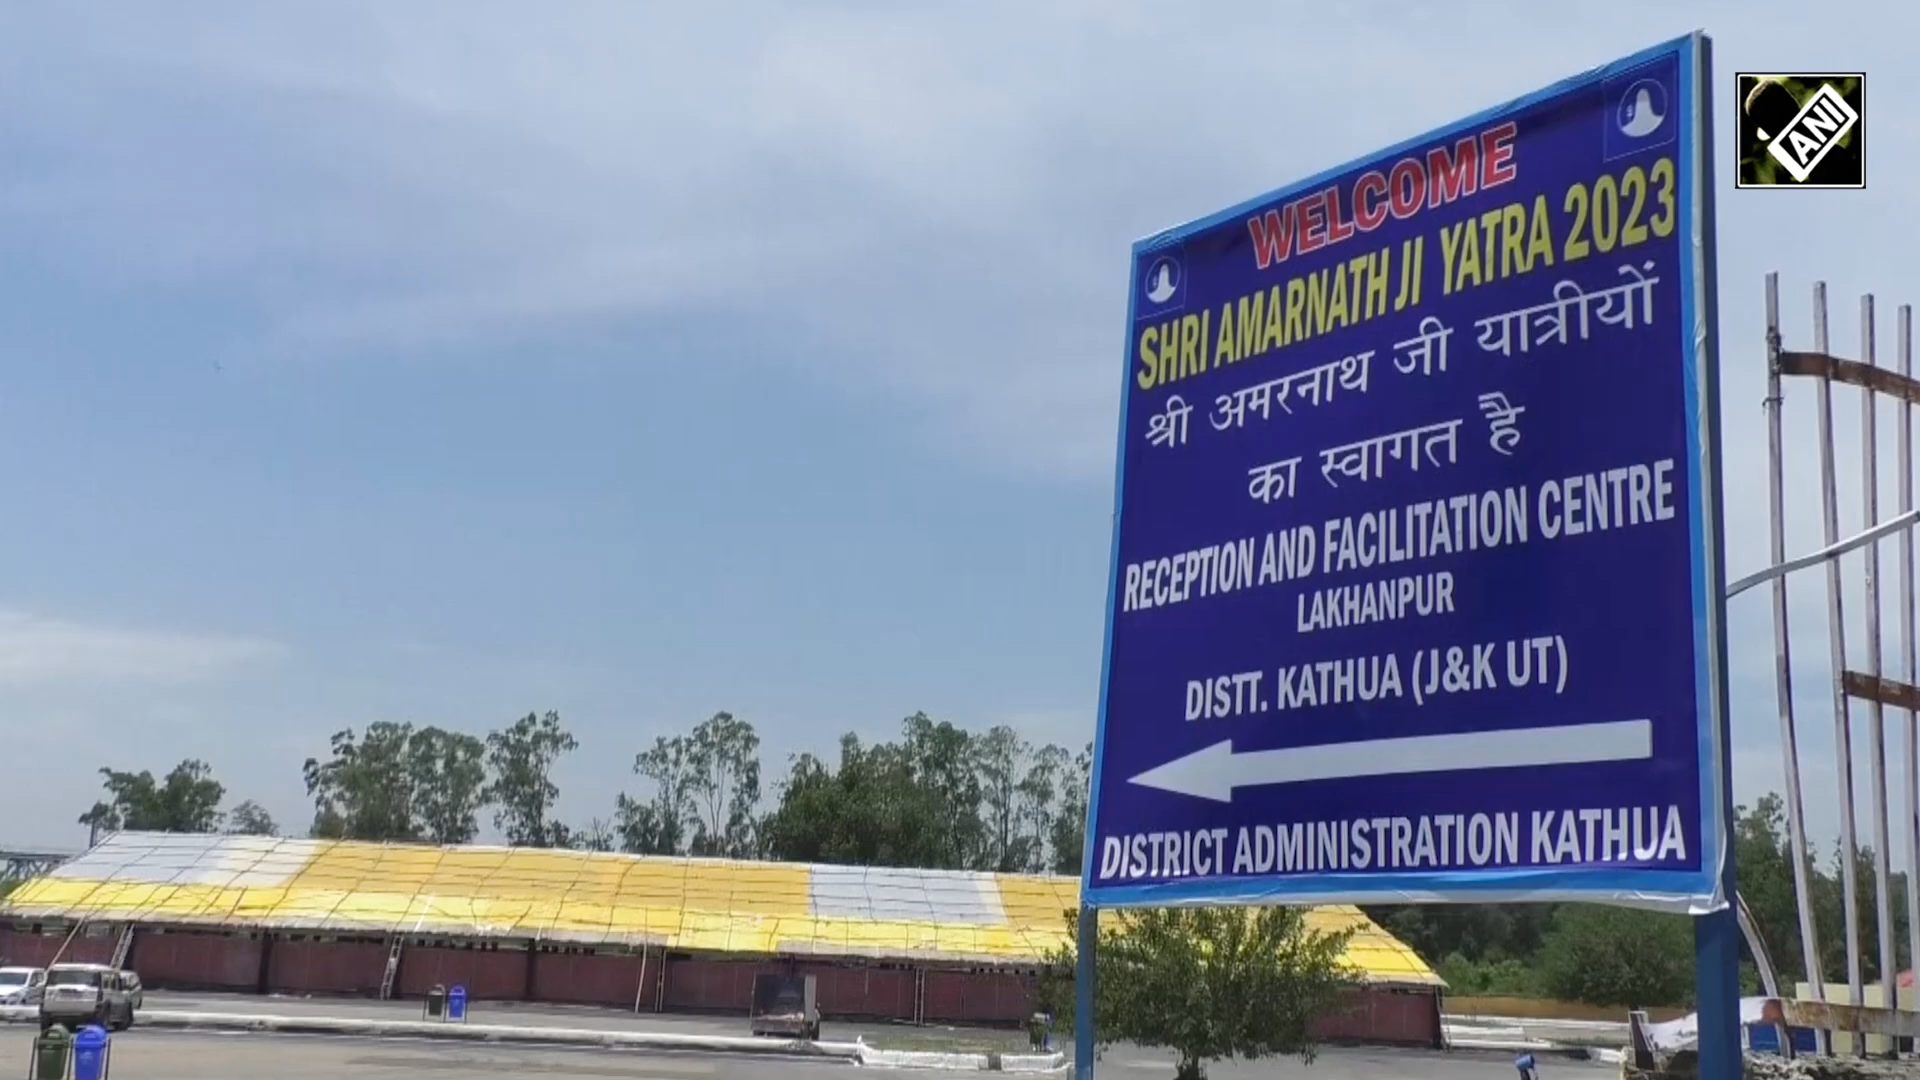 ANI
WELCOME
SHRI AMARNATH JI YATRA 2023
श्री अमरनाथ जी यात्रीयों
का स्वागत है
RECEPTION AND FACILITATION CENTRE
LAKHANPUR
DISTT. KATHUA (J&K UT)
DISTRICT ADMINISTRATION KATHUA